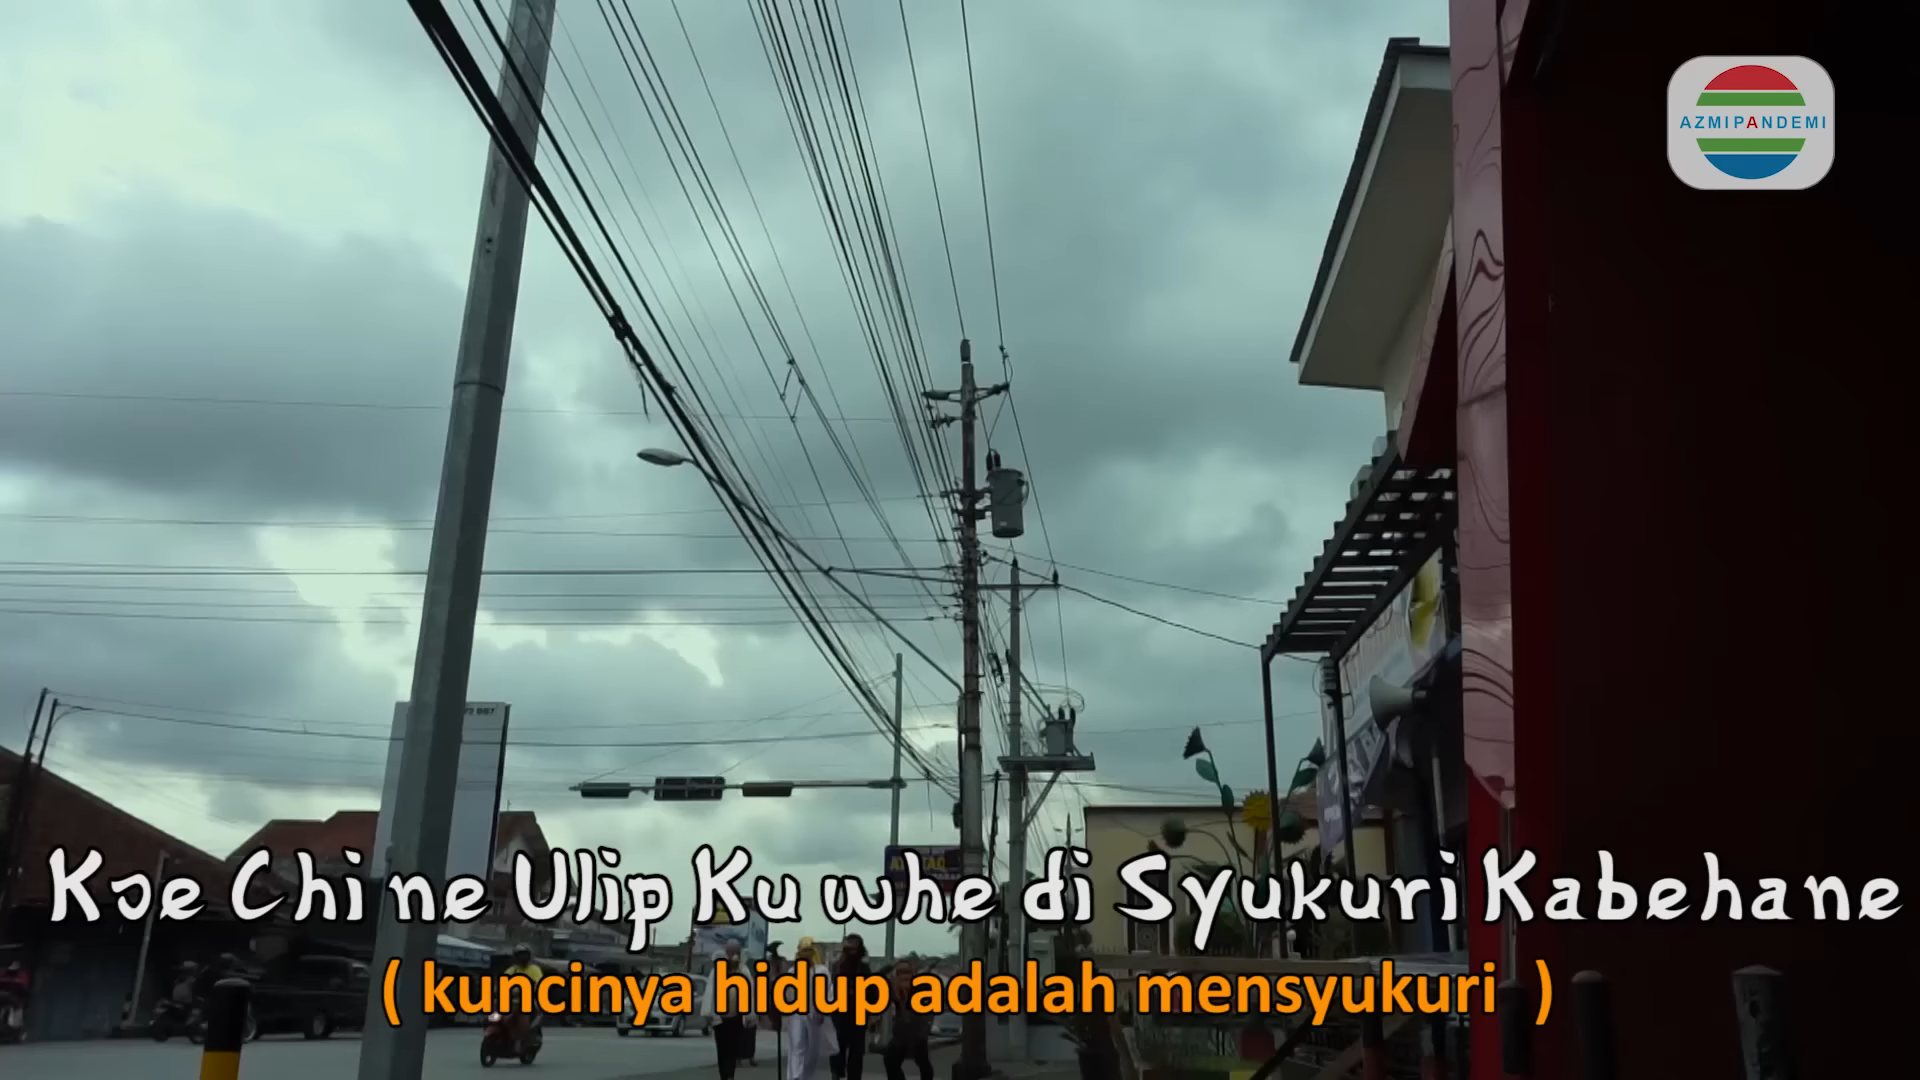 AZMIPANDEMI
Koe Chi ne Ulip Ku whe di Syukuri Kabehane
( kuncinya hidup adalah mensyukuri )